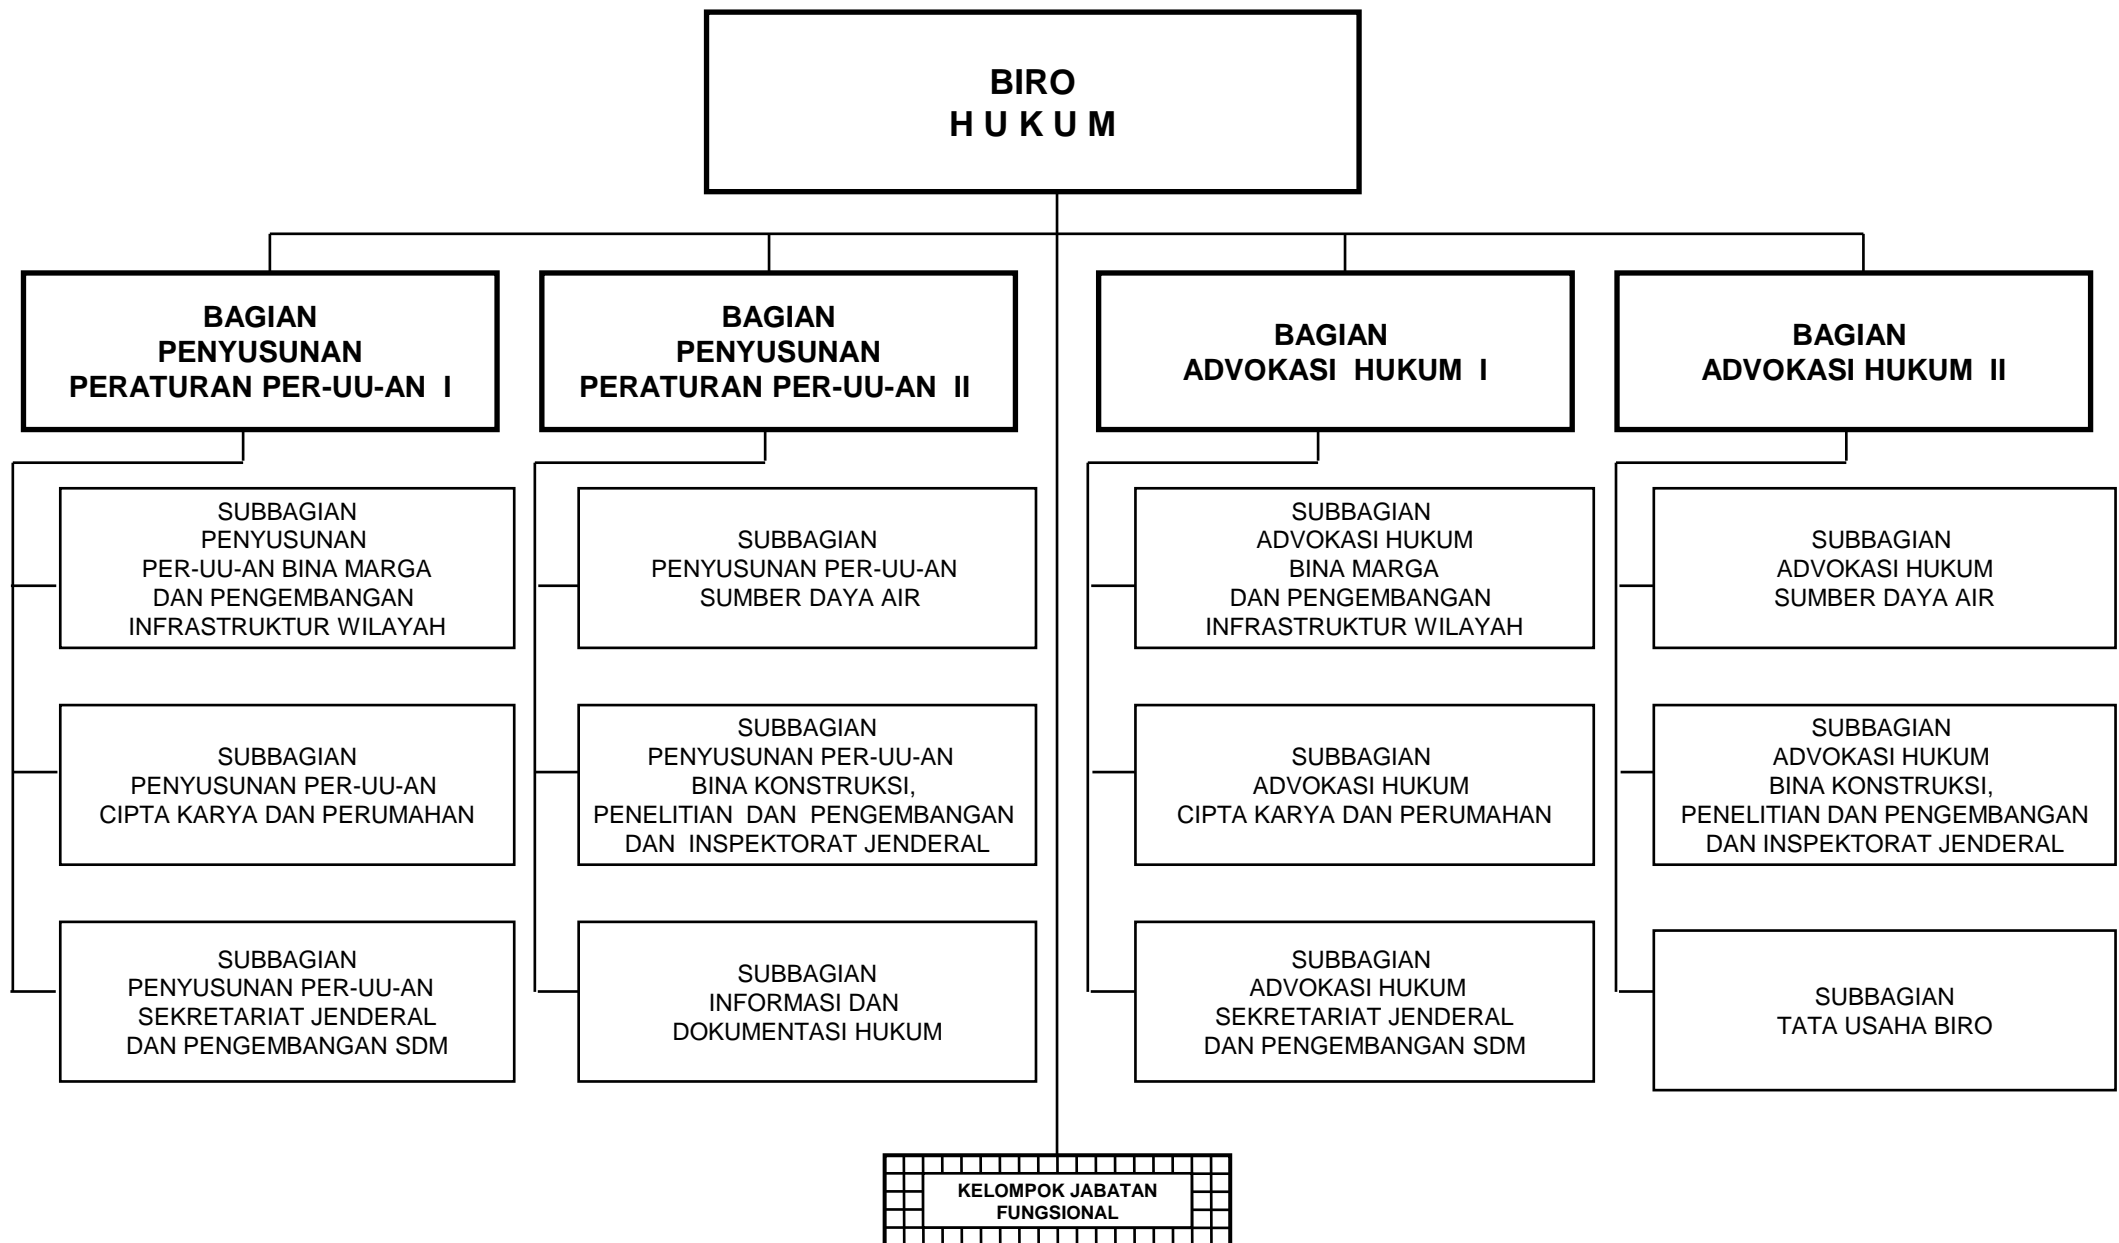 BIRO
H U K U M
BAGIAN
PENYUSUNAN
PERATURAN PER-UU-AN I
BAGIAN
PENYUSUNAN
PERATURAN PER-UU-AN II
BAGIAN
ADVOKASI HUKUM I
BAGIAN
ADVOKASI HUKUM II
SUBBAGIAN
PENYUSUNAN
PER-UU-AN BINA MARGA
DAN PENGEMBANGAN
INFRASTRUKTUR WILAYAH
SUBBAGIAN
PENYUSUNAN PER-UU-AN
SUMBER DAYA AIR
SUBBAGIAN
ADVOKASI HUKUM
BINA MARGA
DAN PENGEMBANGAN
INFRASTRUKTUR WILAYAH
SUBBAGIAN
ADVOKASI HUKUM
SUMBER DAYA AIR
SUBBAGIAN
PENYUSUNAN PER-UU-AN
CIPTA KARYA DAN PERUMAHAN
SUBBAGIAN
PENYUSUNAN PER-UU-AN
BINA KONSTRUKSI,
PENELITIAN DAN PENGEMBANGAN
DAN INSPEKTORAT JENDERAL
SUBBAGIAN
ADVOKASI HUKUM
CIPTA KARYA DAN PERUMAHAN
SUBBAGIAN
ADVOKASI HUKUM
BINA KONSTRUKSI,
PENELITIAN DAN PENGEMBANGAN
DAN INSPEKTORAT JENDERAL
SUBBAGIAN
PENYUSUNAN PER-UU-AN
SEKRETARIAT JENDERAL
DAN PENGEMBANGAN SDM
SUBBAGIAN
INFORMASI DAN
DOKUMENTASI HUKUM
SUBBAGIAN
ADVOKASI HUKUM
SEKRETARIAT JENDERAL
DAN PENGEMBANGAN SDM
SUBBAGIAN
TATA USAHA BIRO
KELOMPOK JABATAN
FUNGSIONAL